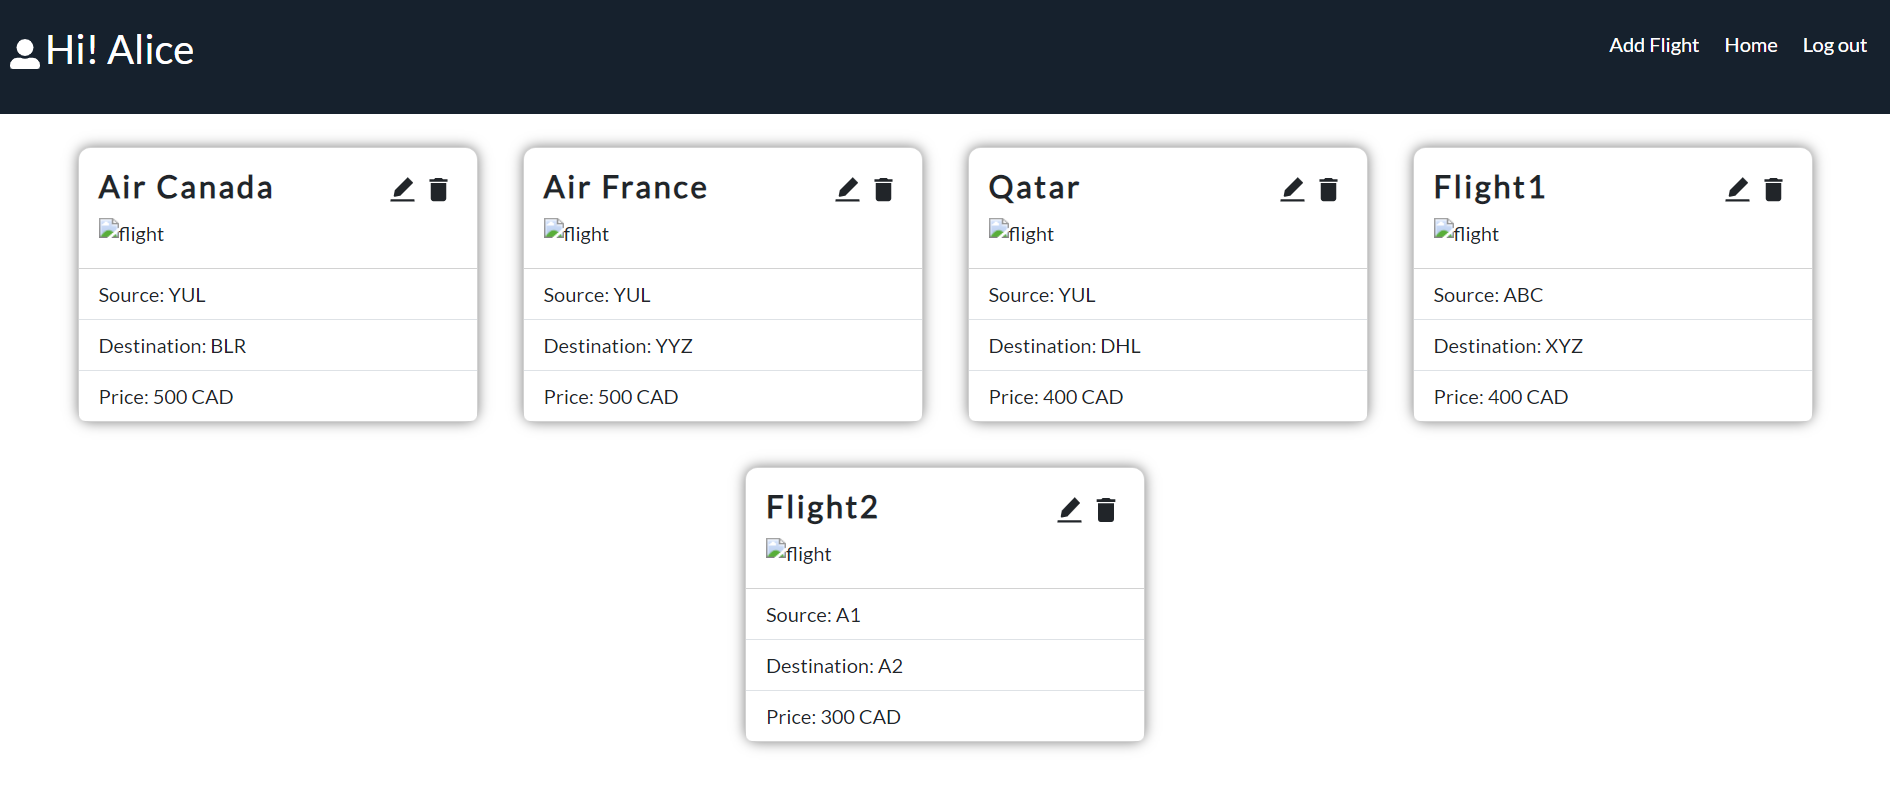 Hi! Alice
Add Flight Home Log out
Air Canada
flight
Source: YUL
Destination: BLR
Price: 500 CAD
Air France
flight
Source: YUL
Destination: YYZ
Price: 500 CAD
Qatar
flight
Source: YUL
Destination: DHL
Price: 400 CAD
Flight1
flight
Source: ABC
Destination: XYZ
Price: 400 CAD
Flight2
flight
Source: A1
Destination: A2
Price: 300 CAD